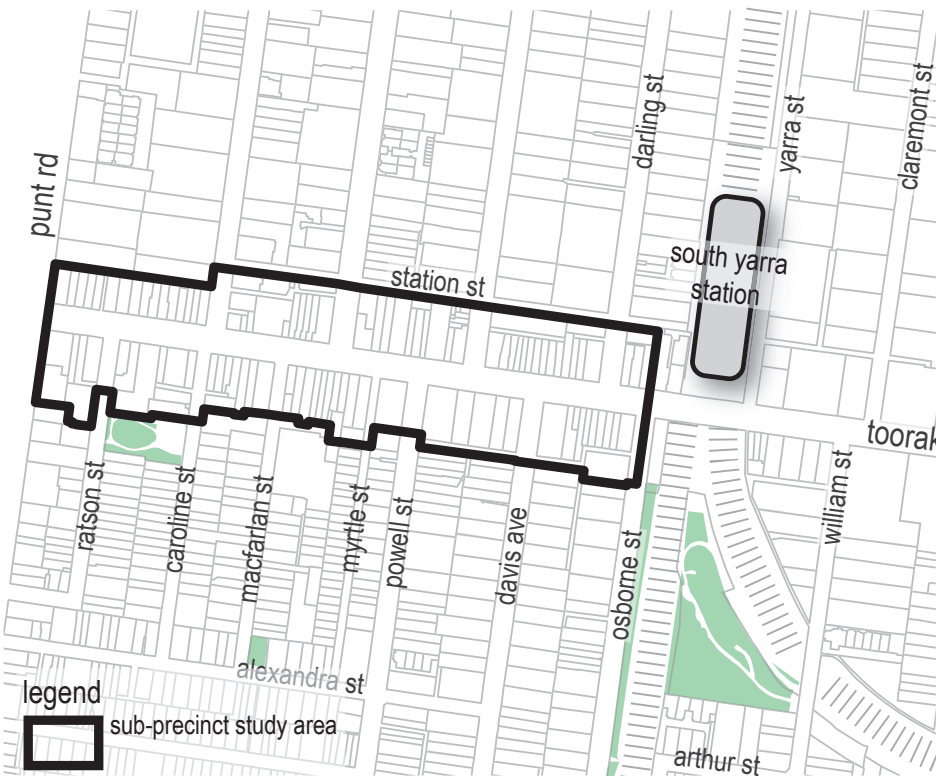 claremont st
darling st
yarra st
punt rd
south yarra
station
station st
toorak
ratson st
caroline st
macfarlan st
myrtle st
powell st
davis ave
osborne st
william st
alexandra st
legend
sub-precinct study area
arthur st